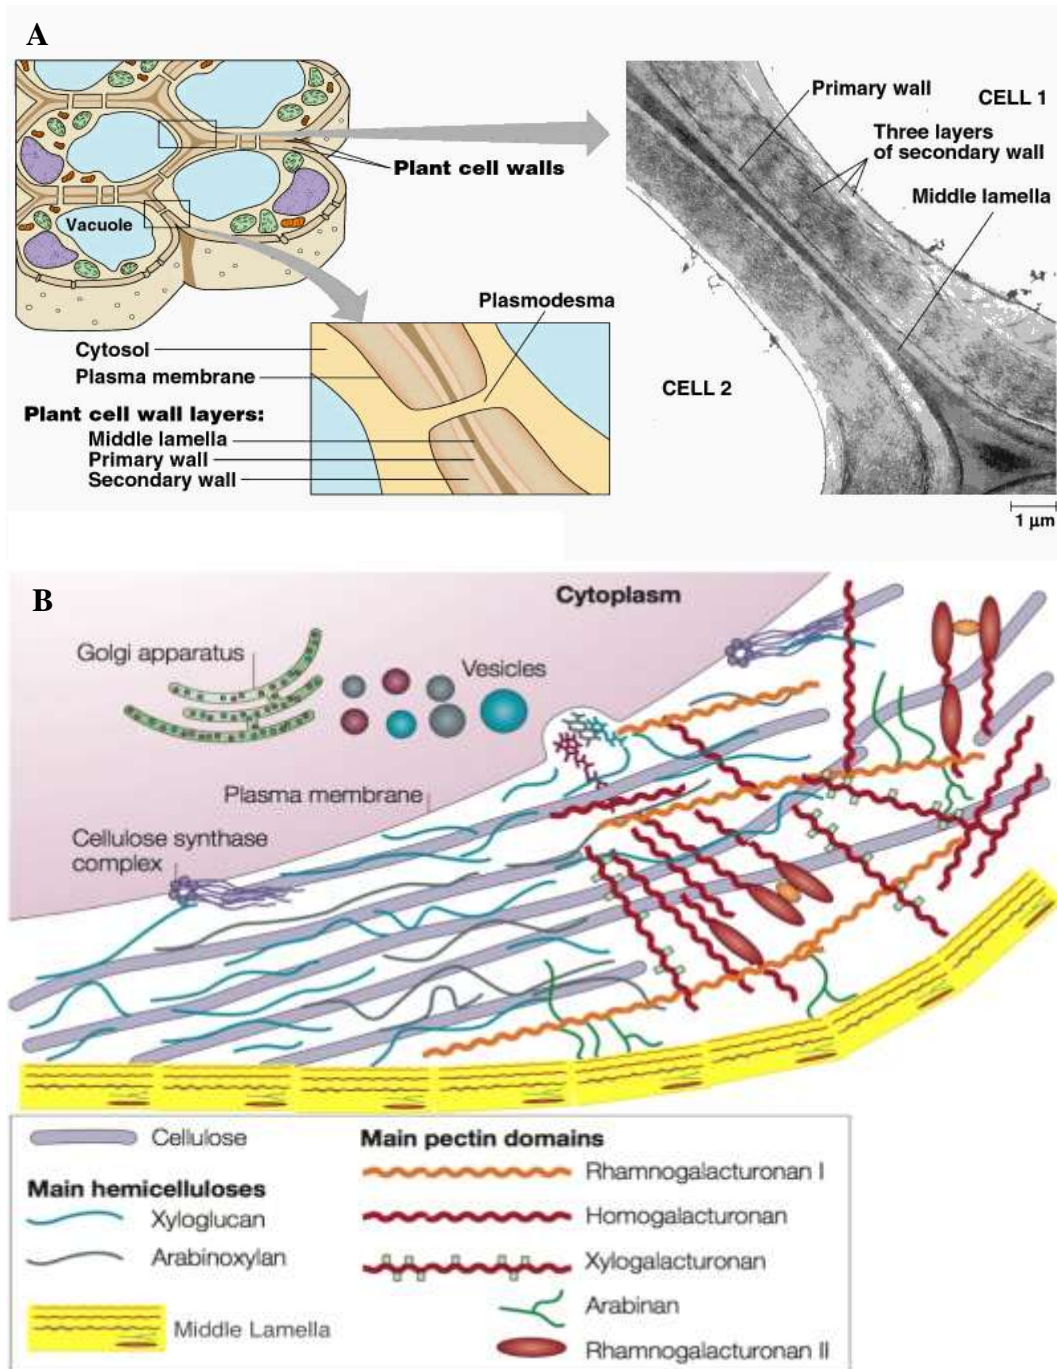 A
Primary wall
CELL 1
Three layers
of secondary wall
Plant cell walls
Middle lamella
Vacuole
Plasmodesma
Cytosol
Plasma membrane
CELL 2
Plant cell wall layers:
Middle lamella
Primary wall
Secondary wall
1 µm
B
Cytoplasm
Golgi apparatus
Vesicles
Plasma membrane
Cellulose synthase
complex
Cellulose
Main hemicelluloses
Xyloglucan
Arabinoxylan
Middle Lamella
Main pectin domains
Rhamnogalacturonan I
Homogalacturonan
Xylogalacturonan
Arabinan
Rhamnogalacturonan II